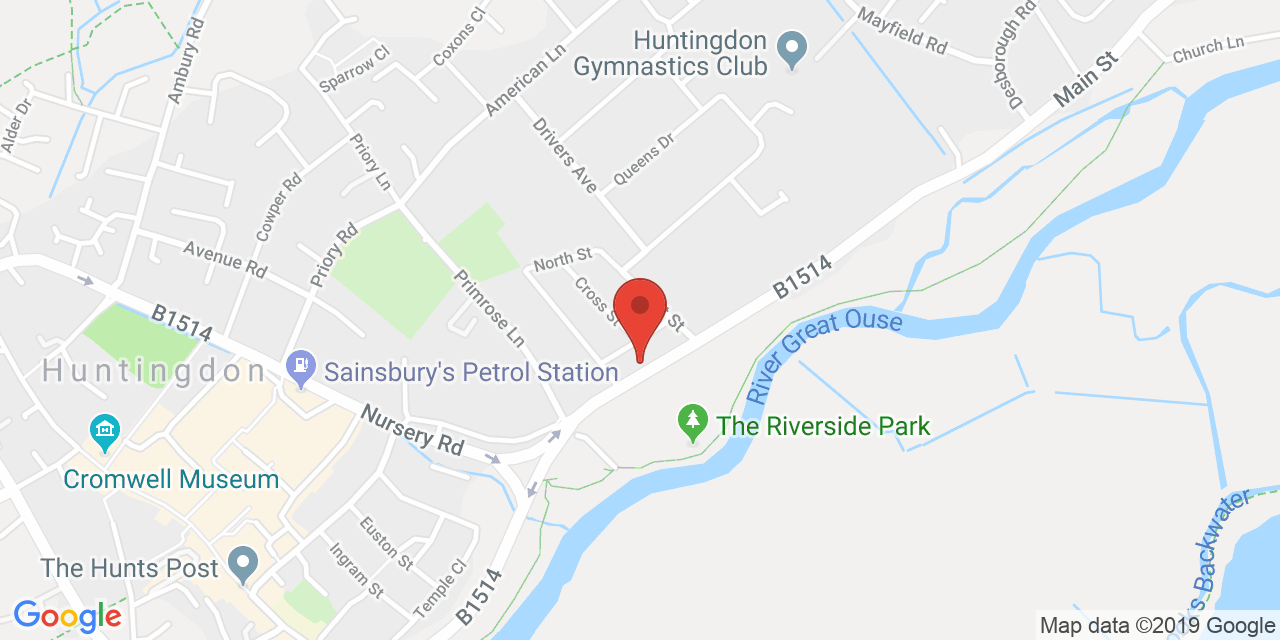 Coxons Cl
Mayfield Rd
Desborough Rd
Church Ln
Main St
Huntingdon
Gymnastics Club
Ambury Rd
Sparrow Cl
American Ln
Alder Dr
Drivers Ave
Queens Dr
Priory Ln
Cowper Rd
Priory Rd
Avenue Rd
North St
Cross St
St
Primrose Ln
B1514
B1514
River Great Ouse
Huntingdon
Sainsbury's Petrol Station
Nursery Rd
The Riverside Park
Cromwell Museum
Euston St
Ingram St
Temple Cl
The Hunts Post
B1514
Backwater
Google
Map data ©2019 Google